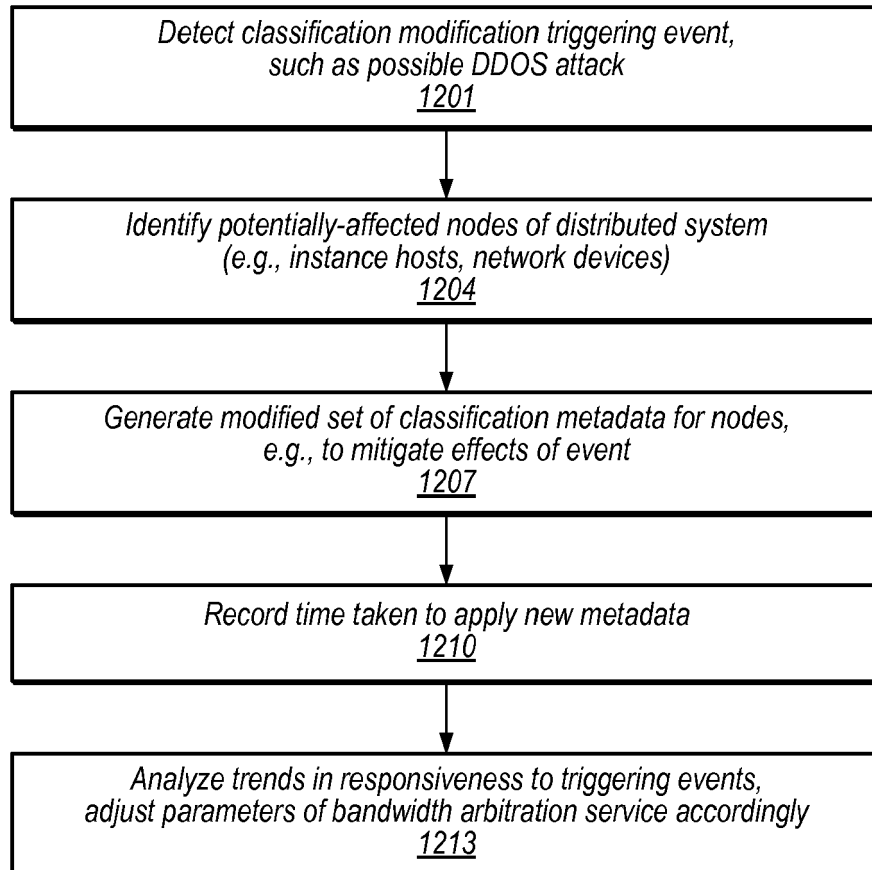 Detect classification modification triggering event,
such as possible DDOS attack
1201
Identify potentially-affected nodes of distributed system
(e.g., instance hosts, network devices)
1204
Generate modified set of classification metadata for nodes,
e.g., to mitigate effects of event
1207
Record time taken to apply new metadata
1210
Analyze trends in responsiveness to triggering events,
adjust parameters of bandwidth arbitration service accordingly
1213